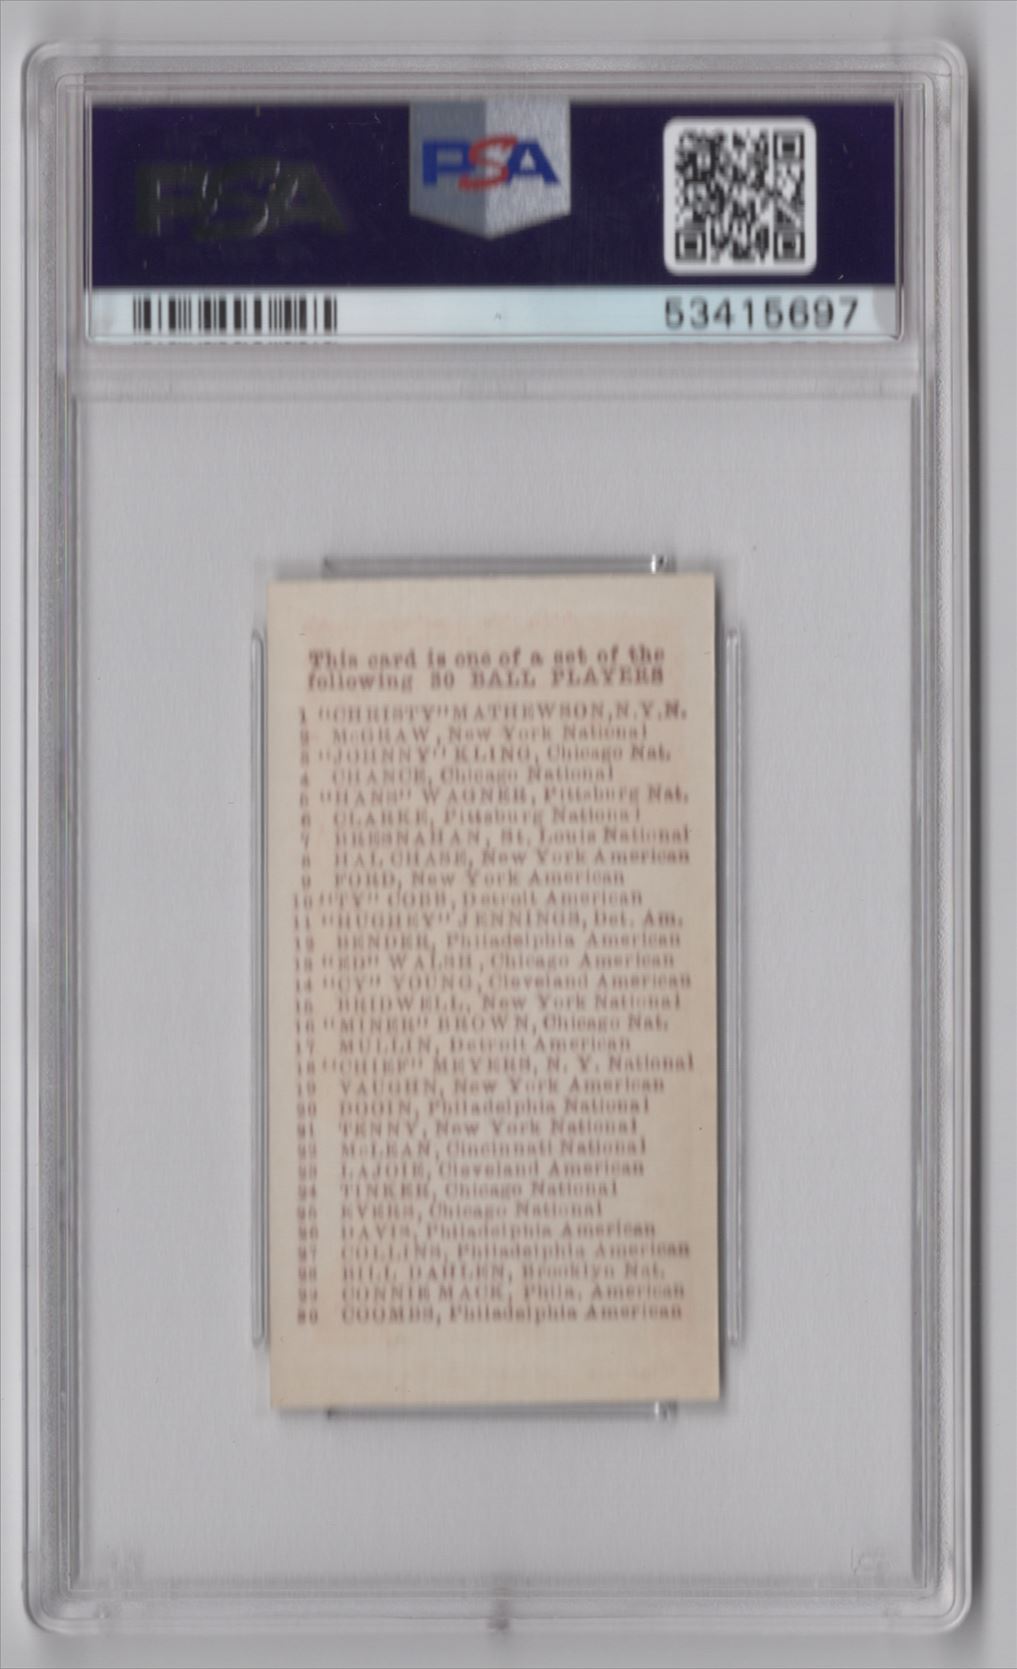 PSA
PSA
53415697
This card is one of a set of the
following 30 BALL PLAYERS
1 "CHRISTY" MATHEWSON, N.Y.N.
2 McGRAW, New York National
3 "JOHNNY" KLING, Chicago Nat.
4 CHANCE, Chicago National
5 "HANS" WAGNER, Pittsburg Nat.
6 CLARKE, Pittsburg National
7 BRESNAHAN, St. Louis National
8 HAL CHASE, New York American
9 FORD, New York American
10 "TY" COBB, Detroit American
11 "HUGHEY" JENNINGS, Det. Am.
12 BENDER, Philadelphia American
13 "ED" WALSH, Chicago American
14 "CY" YOUNG, Cleveland American
15 BRIDWELL, New York National
16 "MINER" BROWN, Chicago Nat.
17 MULLIN, Detroit American
18 "CHIEF" MEYERS, N. Y. National
19 VAUGHN, New York American
20 DOOIN, Philadelphia National
21 TENNY, New York National
22 McLEAN, Cincinnati National
23 LAJOIE, Cleveland American
24 TINKER, Chicago National
25 EVERS, Chicago National
26 DAVIS, Philadelphia American
27 COLLINS, Philadelphia American
28 BILL DAHLEN, Brooklyn Nat.
29 CONNIE MACK, Phila. American
30 COOMBS, Philadelphia American